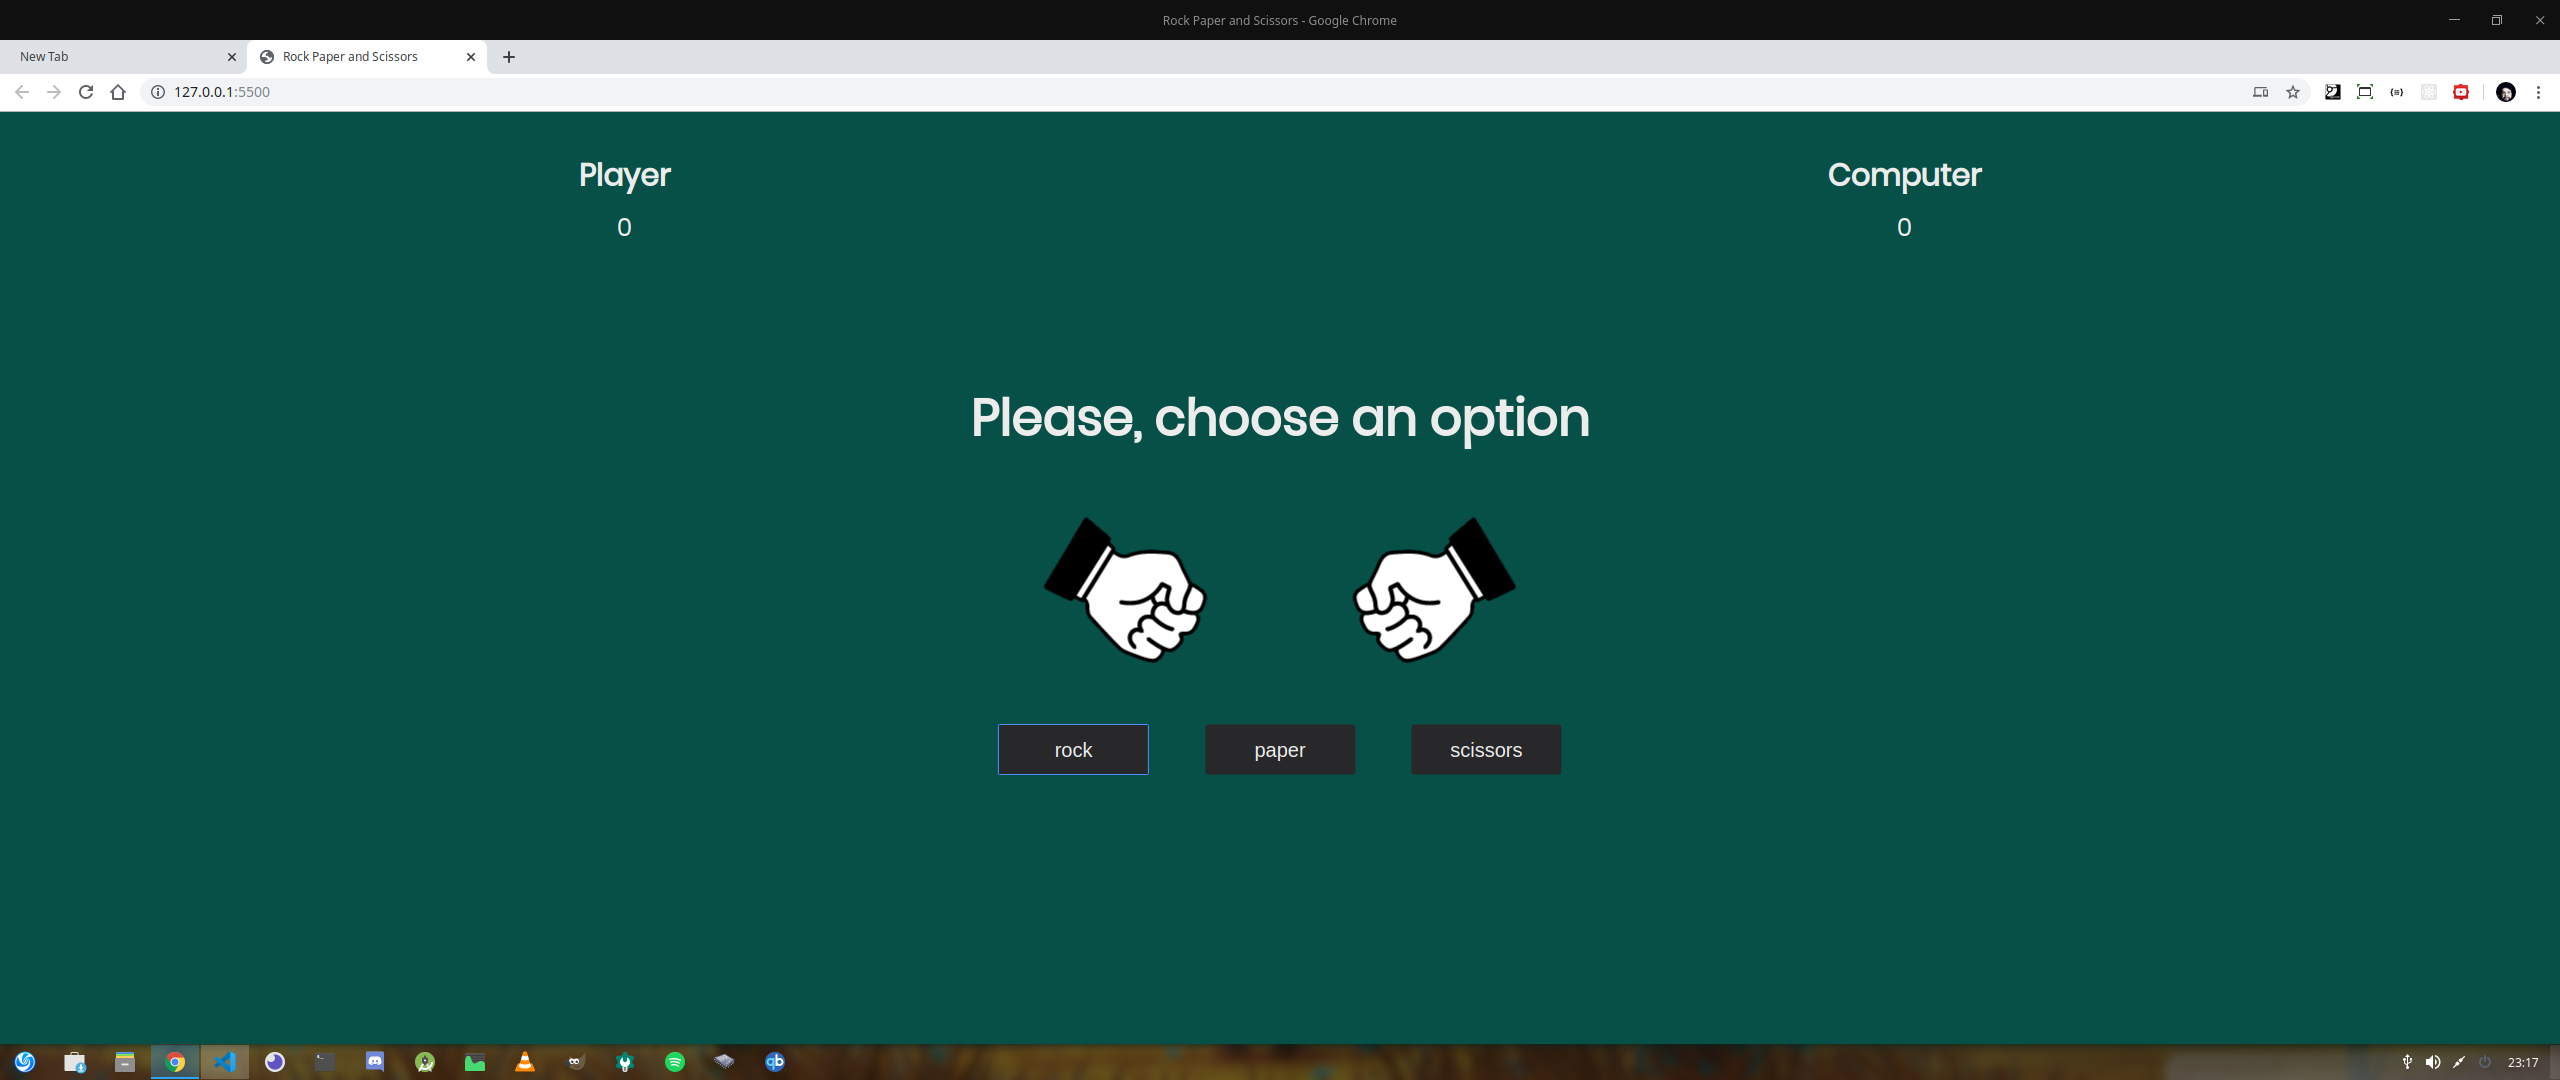 Rock Paper and Scissors - Google Chrome
New Tab
Rock Paper and Scissors
127.0.0.1:5500
Player
Computer
0
0
Please, choose an option
rock
paper
scissors
qb
23:17